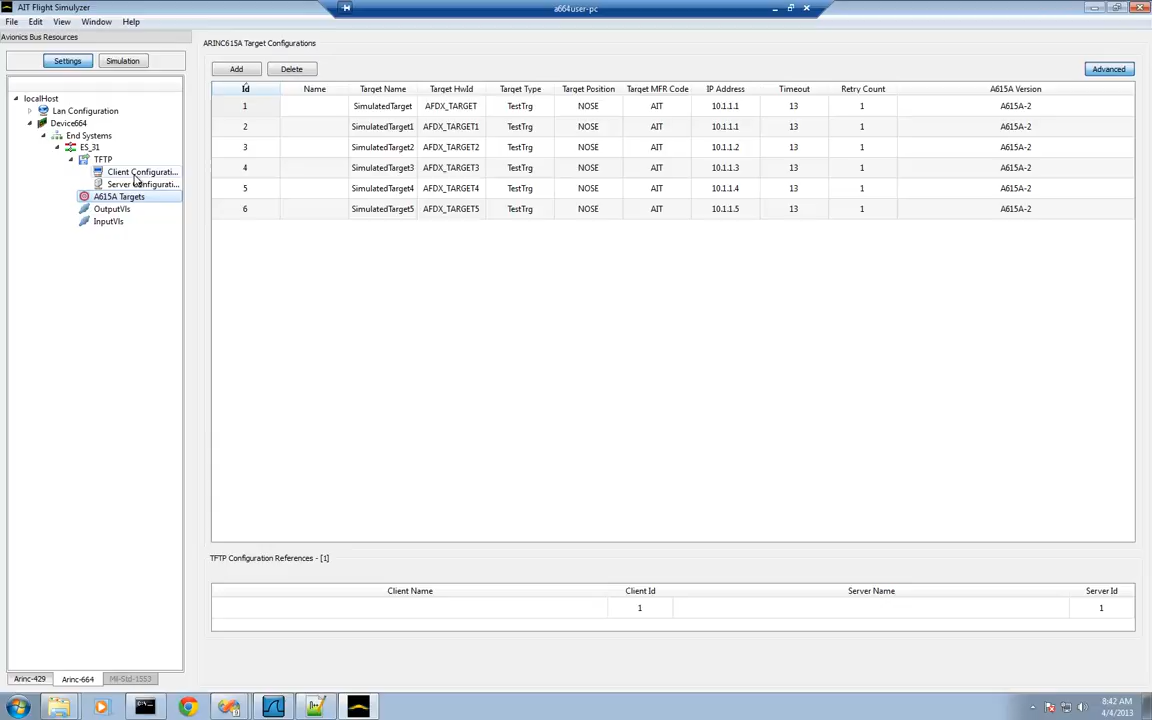 AIT Flight Simulyzer
a664user-pc
File Edit View Window Help
Avionics Bus Resources
Settings Simulation
localHost
Lan Configuration
Device664
End Systems
ES_31
TFTP
Client Configurati...
Server Configurati...
A615A Targets
OutputVls
InputVls
Arinc-429 Arinc-664 Mil-Std-1553
ARINC615A Target Configurations
Add Delete Advanced
Id Name Target Name Target HwId Target Type Target Position Target MFR Code IP Address Timeout Retry Count A615A Version
1 SimulatedTarget AFDX_TARGET TestTrg NOSE AIT 10.1.1.1 13 1 A615A-2
2 SimulatedTarget1 AFDX_TARGET1 TestTrg NOSE AIT 10.1.1.1 13 1 A615A-2
3 SimulatedTarget2 AFDX_TARGET2 TestTrg NOSE AIT 10.1.1.2 13 1 A615A-2
4 SimulatedTarget3 AFDX_TARGET3 TestTrg NOSE AIT 10.1.1.3 13 1 A615A-2
5 SimulatedTarget4 AFDX_TARGET4 TestTrg NOSE AIT 10.1.1.4 13 1 A615A-2
6 SimulatedTarget5 AFDX_TARGET5 TestTrg NOSE AIT 10.1.1.5 13 1 A615A-2
TFTP Configuration References - [1]
Client Name Client Id Server Name Server Id
1 1
8:42 AM
4/4/2013